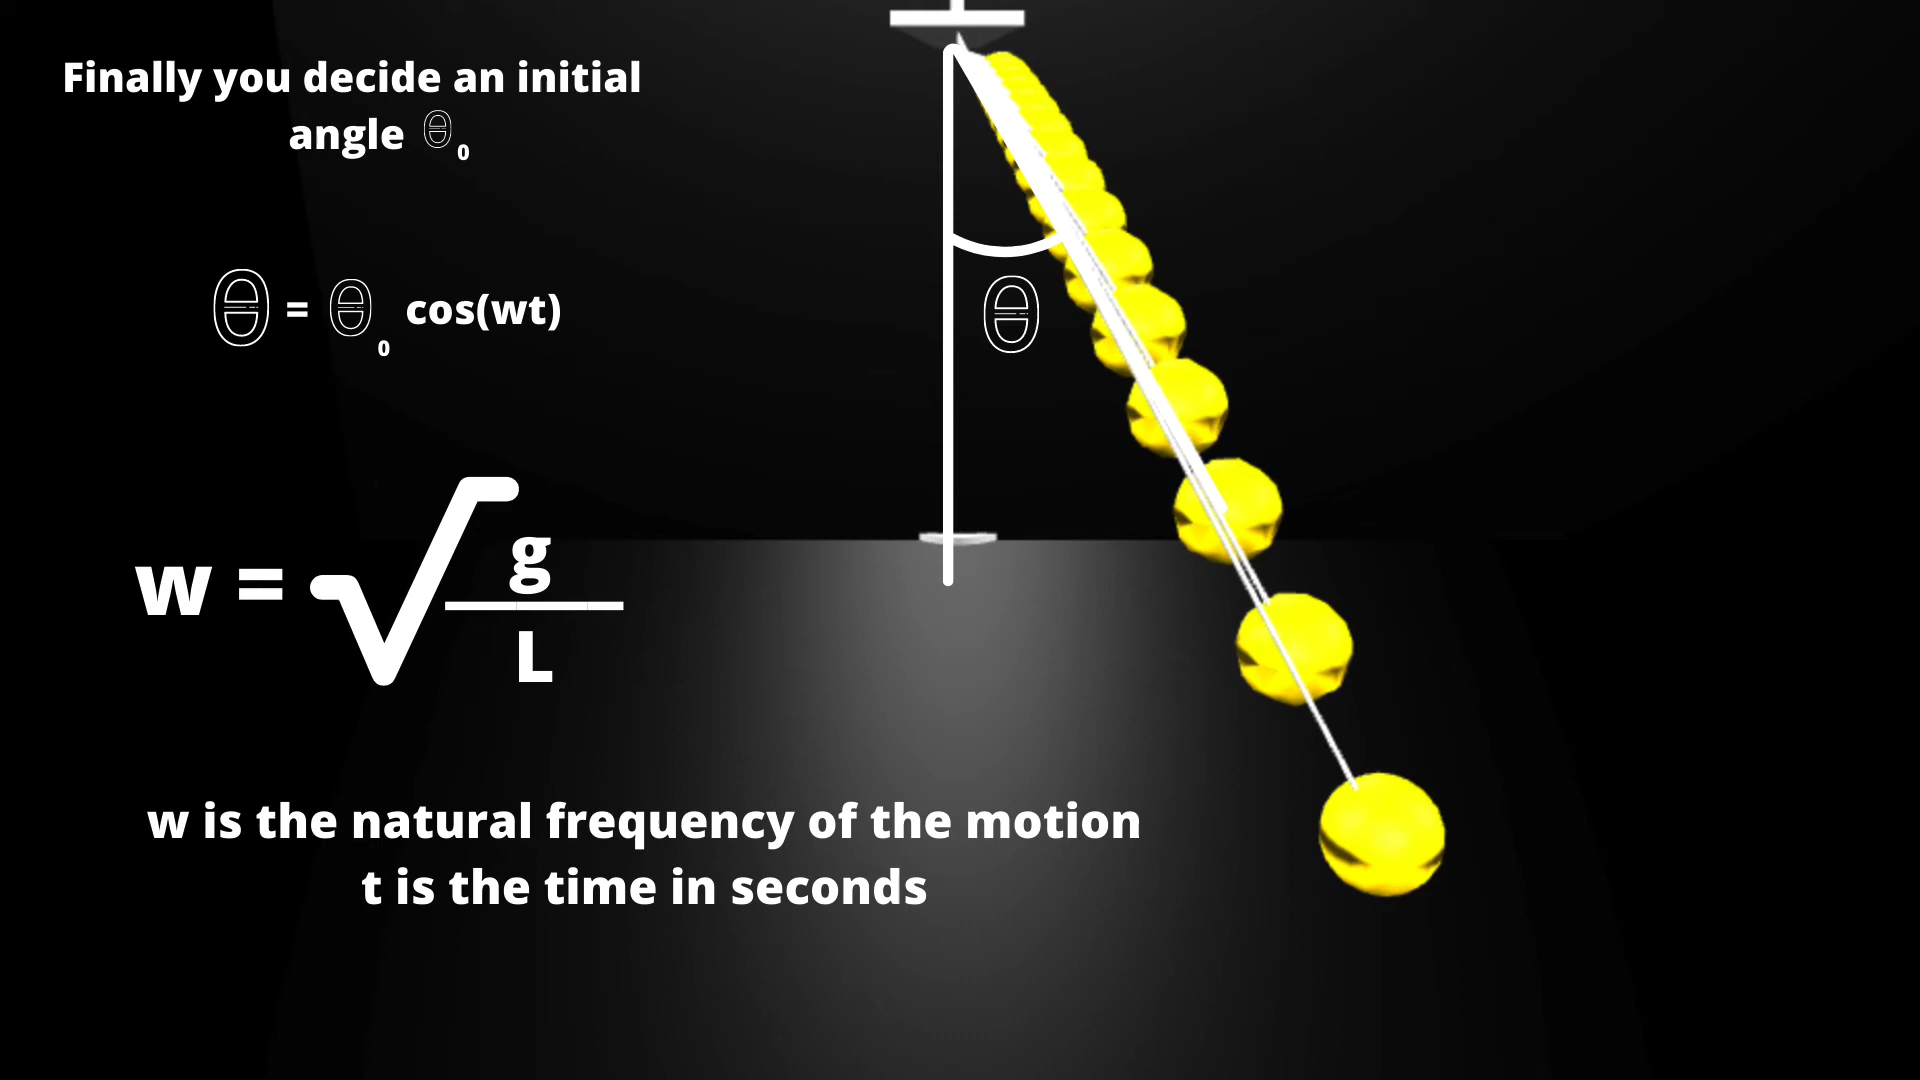 Finally you decide an initial
angle θ₀
θ = θ₀ cos(wt)
θ
w = √ g
L
w is the natural frequency of the motion
t is the time in seconds